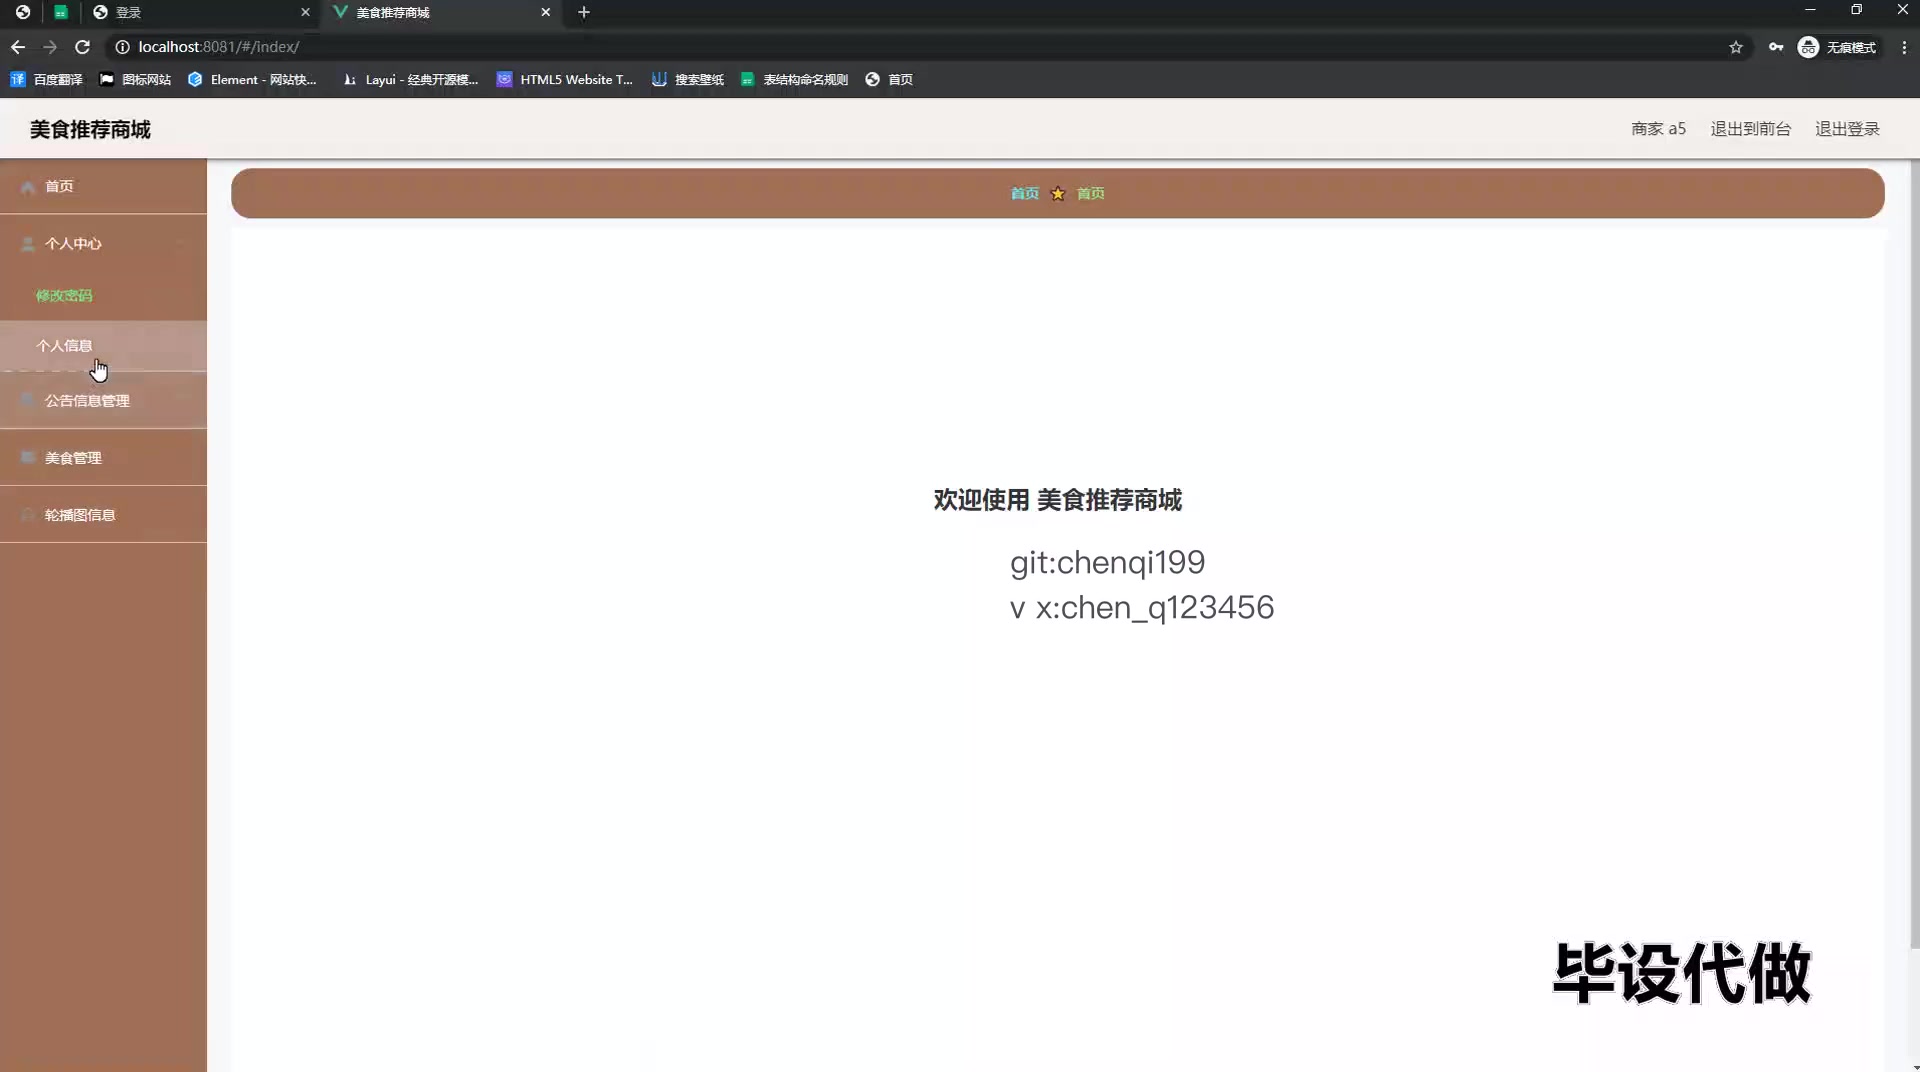 登录
美食推荐商城
localhost:8081/#/index/
无痕模式
百度翻译
图标网站
Element - 网站快...
Layui - 经典开源模...
HTML5 Website T...
搜索壁纸
表结构命名规则
首页
美食推荐商城
商家 a5
退出到前台
退出登录
首页
个人中心
修改密码
个人信息
公告信息管理
美食管理
轮播图信息
首页
首页
欢迎使用 美食推荐商城
git:chenqi199
v x:chen_q123456
毕设代做